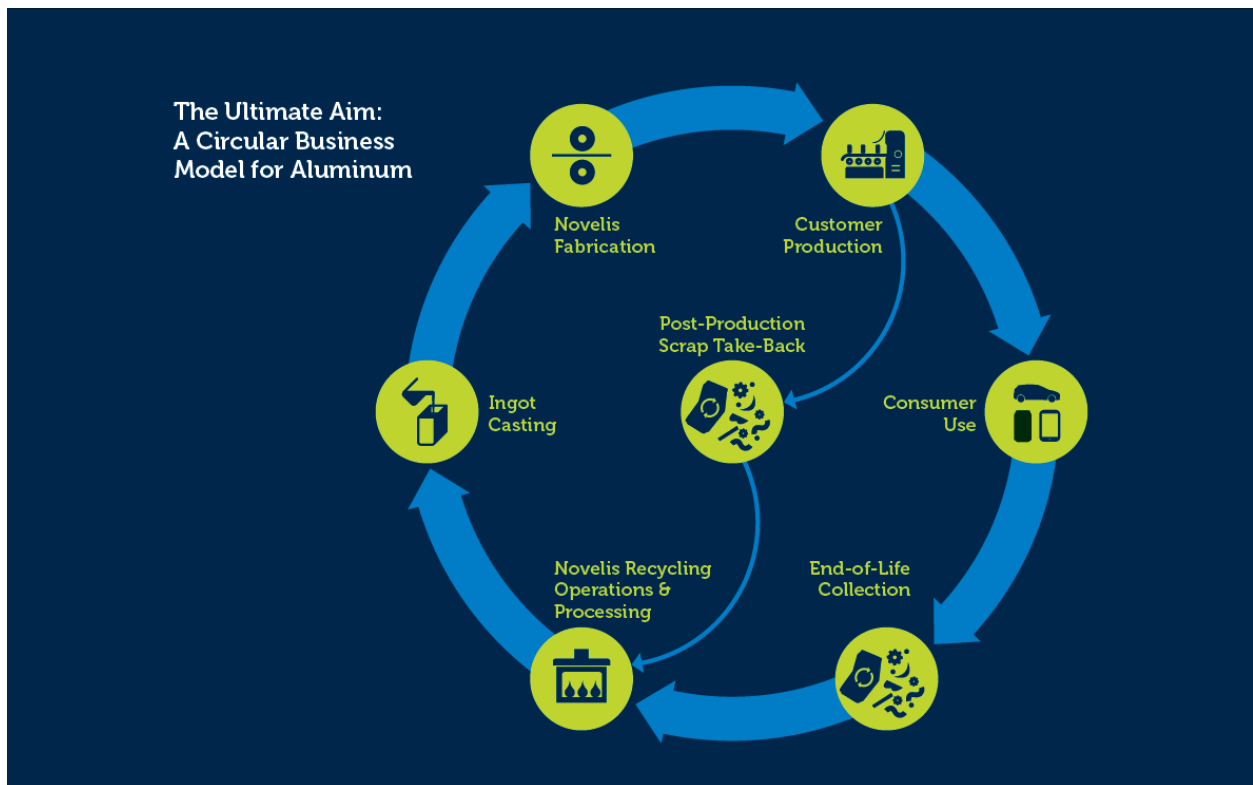 The Ultimate Aim:
A Circular Business
Model for Aluminum
Novelis
Fabrication
Customer
Production
Post-Production
Scrap Take-Back
Ingot
Casting
Consumer
Use
Novelis Recycling
Operations &
Processing
End-of-Life
Collection